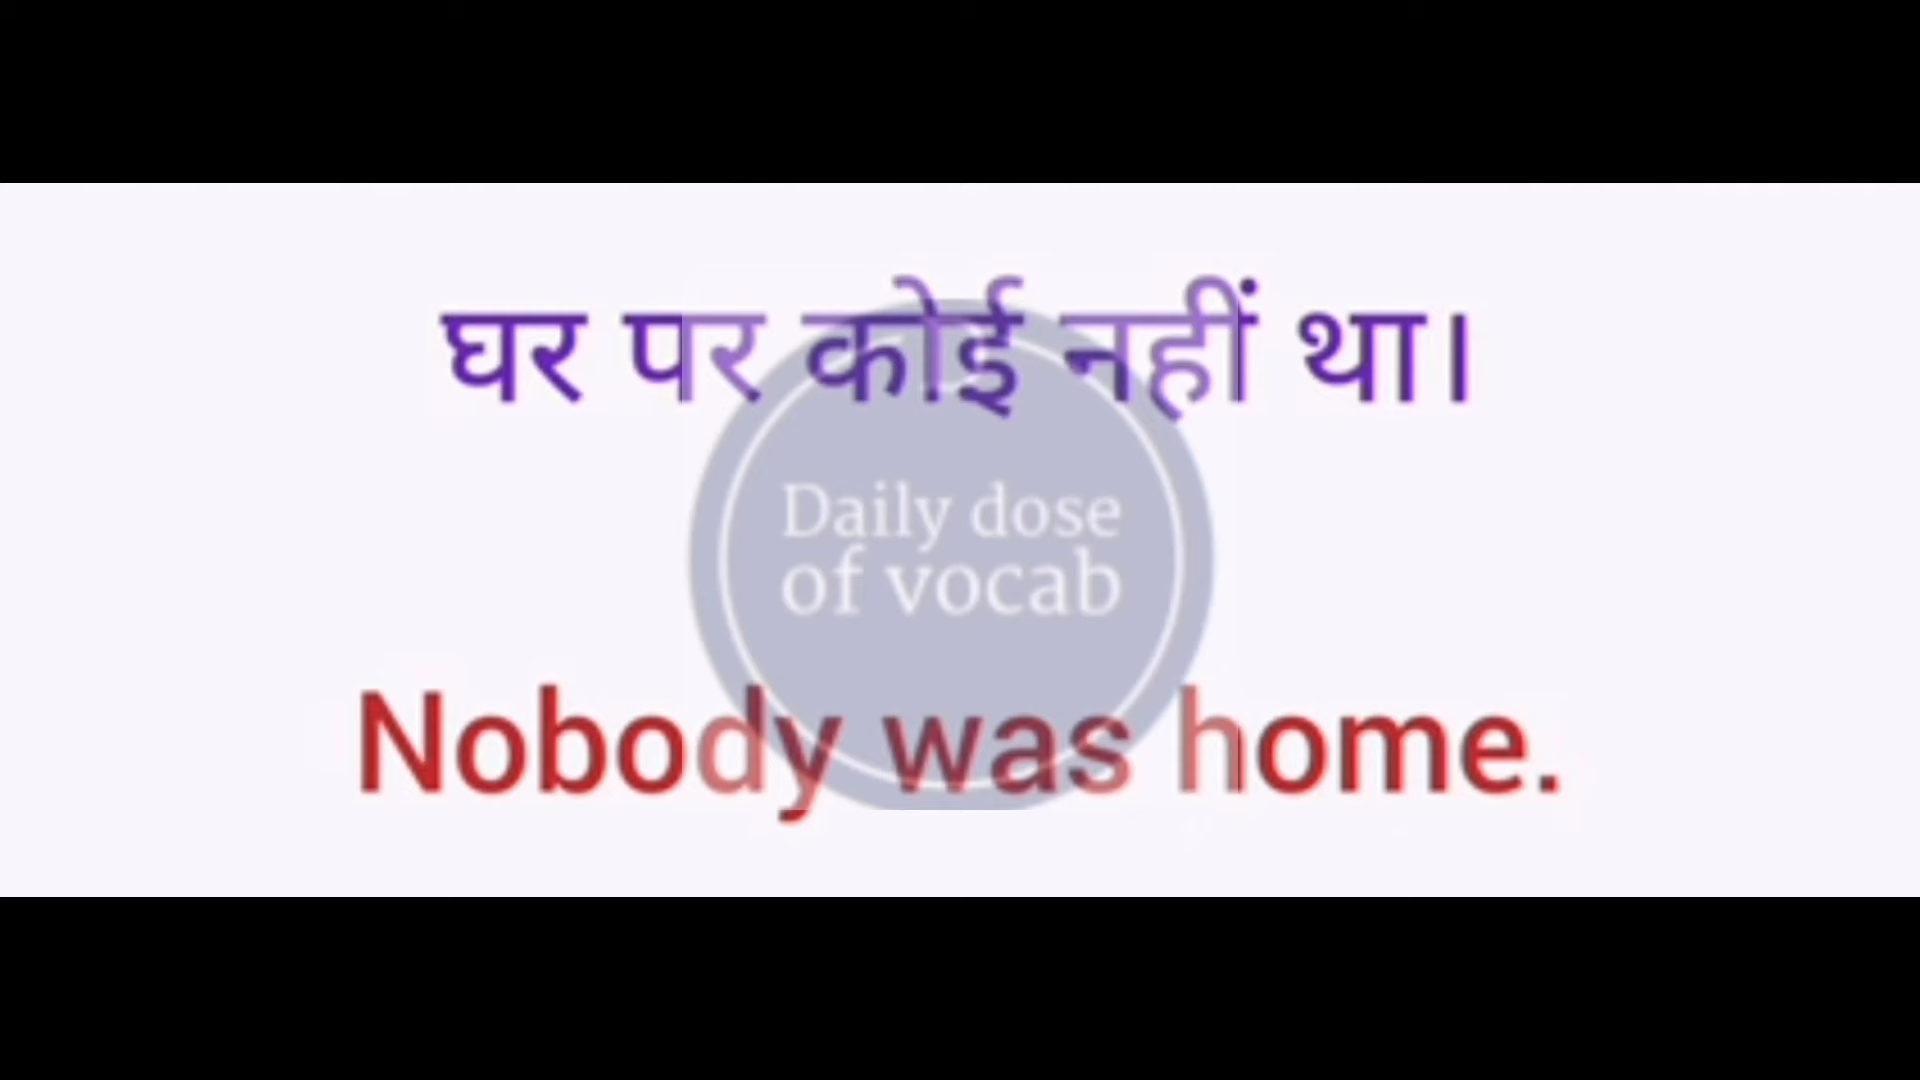 घर पर कोई नहीं था।
Daily dose
of vocab
Nobody was home.